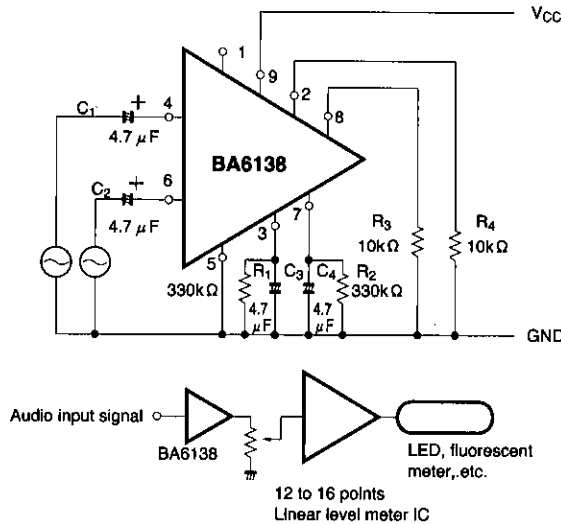 VCC
1
9
2
8
C1
+
4
4.7 μF
BA6138
C2
+
6
4.7 μF
7
3
5
R1
C3
C4
R2
330kΩ
4.7
μF
4.7
μF
330kΩ
R3
10kΩ
R4
10kΩ
GND
Audio input signal
BA6138
LED, fluorescent
meter,.etc.
12 to 16 points
Linear level meter IC